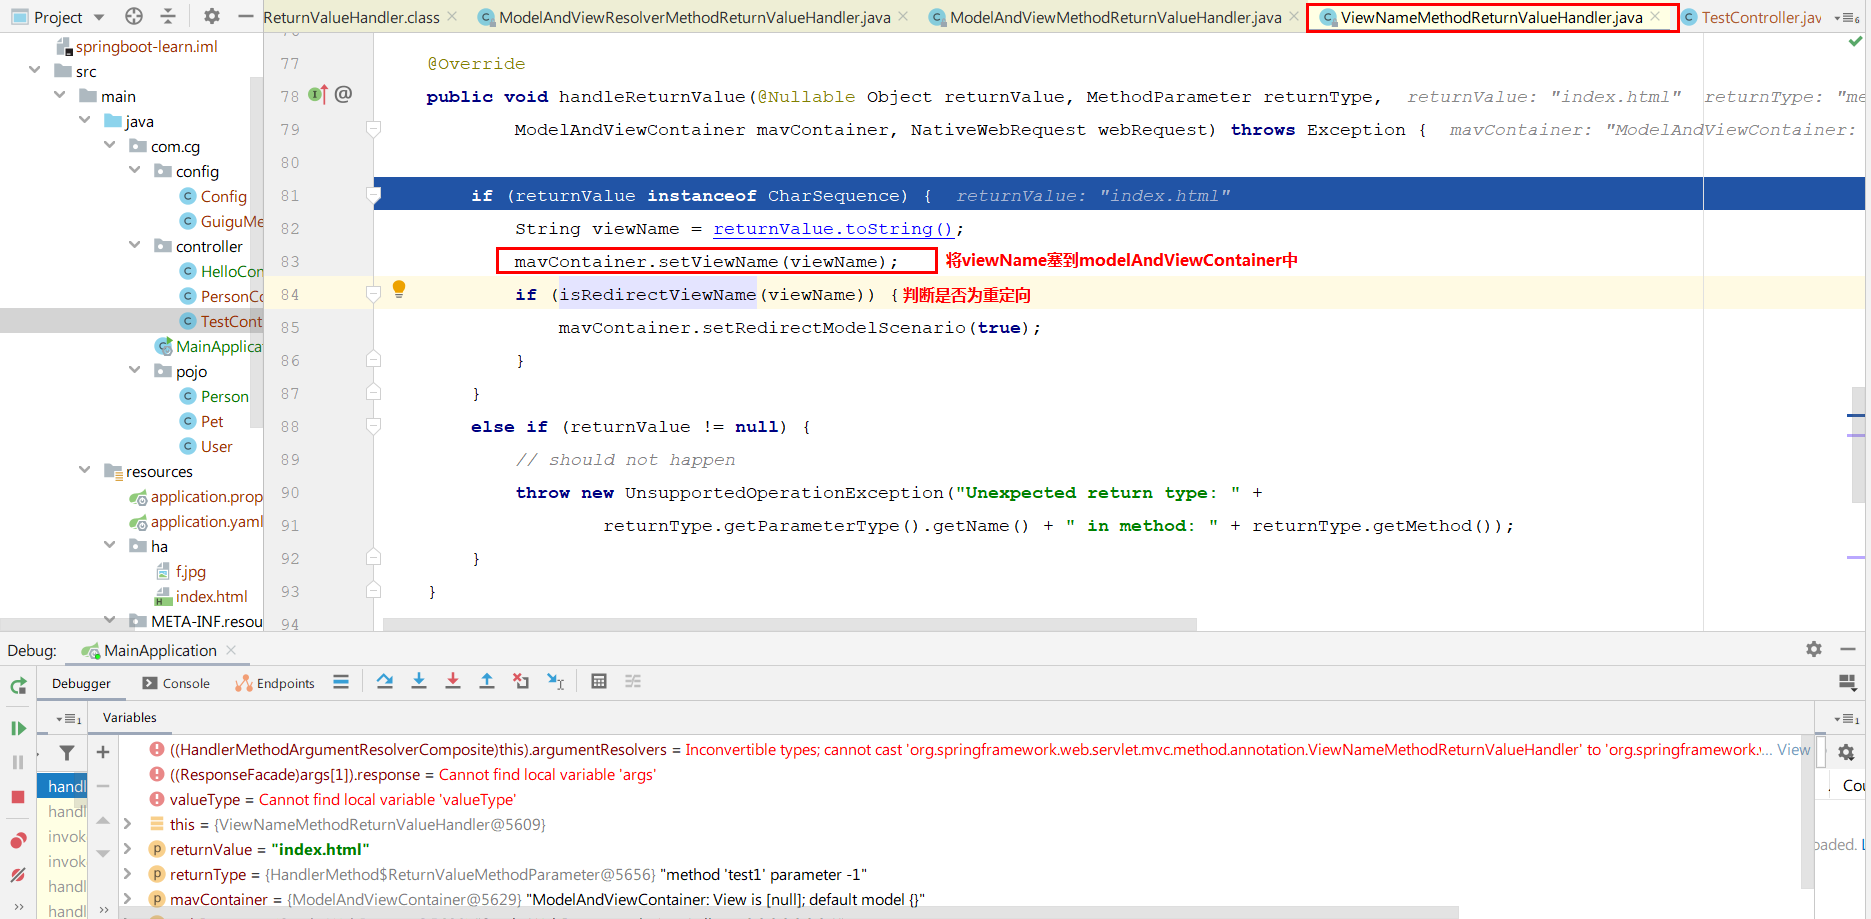 Project
ReturnValueHandler.class
ModelAndViewResolverMethodReturnValueHandler.java
ModelAndViewMethodReturnValueHandler.java
ViewNameMethodReturnValueHandler.java
TestController.jav
6
springboot-learn.iml
src
main
java
com.cg
config
Config
GuiguMe
controller
HelloCon
PersonCo
TestCont
MainApplica
pojo
Person
Pet
User
resources
application.prop
application.yaml
ha
f.jpg
index.html
META-INF.resou
77 @Override
78 @ public void handleReturnValue(@Nullable Object returnValue, MethodParameter returnType, returnValue: "index.html" returnType: "me
79 ModelAndViewContainer mavContainer, NativeWebRequest webRequest) throws Exception { mavContainer: "ModelAndViewContainer:
80
81 if (returnValue instanceof CharSequence) { returnValue: "index.html"
82 String viewName = returnValue.toString();
83 mavContainer.setViewName(viewName); 将viewName塞到modelAndViewContainer中
84 if (isRedirectViewName(viewName)) { 判断是否为重定向
85 mavContainer.setRedirectModelScenario(true);
86 }
87 }
88 else if (returnValue != null) {
89 // should not happen
90 throw new UnsupportedOperationException("Unexpected return type: " +
91 returnType.getParameterType().getName() + " in method: " + returnType.getMethod());
92 }
93 }
94
Debug: MainApplication
Debugger Console Endpoints
1 Variables 1
((HandlerMethodArgumentResolverComposite)this).argumentResolvers = Inconvertible types; cannot cast 'org.springframework.web.servlet.mvc.method.annotation.ViewNameMethodReturnValueHandler' to 'org.springframework.v... View
((ResponseFacade)args[1]).response = Cannot find local variable 'args'
valueType = Cannot find local variable 'valueType'
this = {ViewNameMethodReturnValueHandler@5609}
returnValue = "index.html"
returnType = {HandlerMethod$ReturnValueMethodParameter@5656} "method 'test1' parameter -1"
mavContainer = {ModelAndViewContainer@5629} "ModelAndViewContainer: View is [null]; default model {}"
handl
handl
invok
invok
handl
handl
Cou
oaded. L